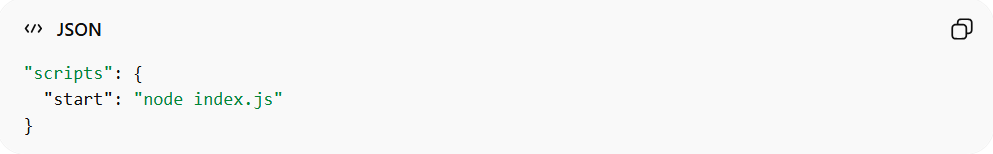 </> JSON
"scripts": {
  "start": "node index.js"
}